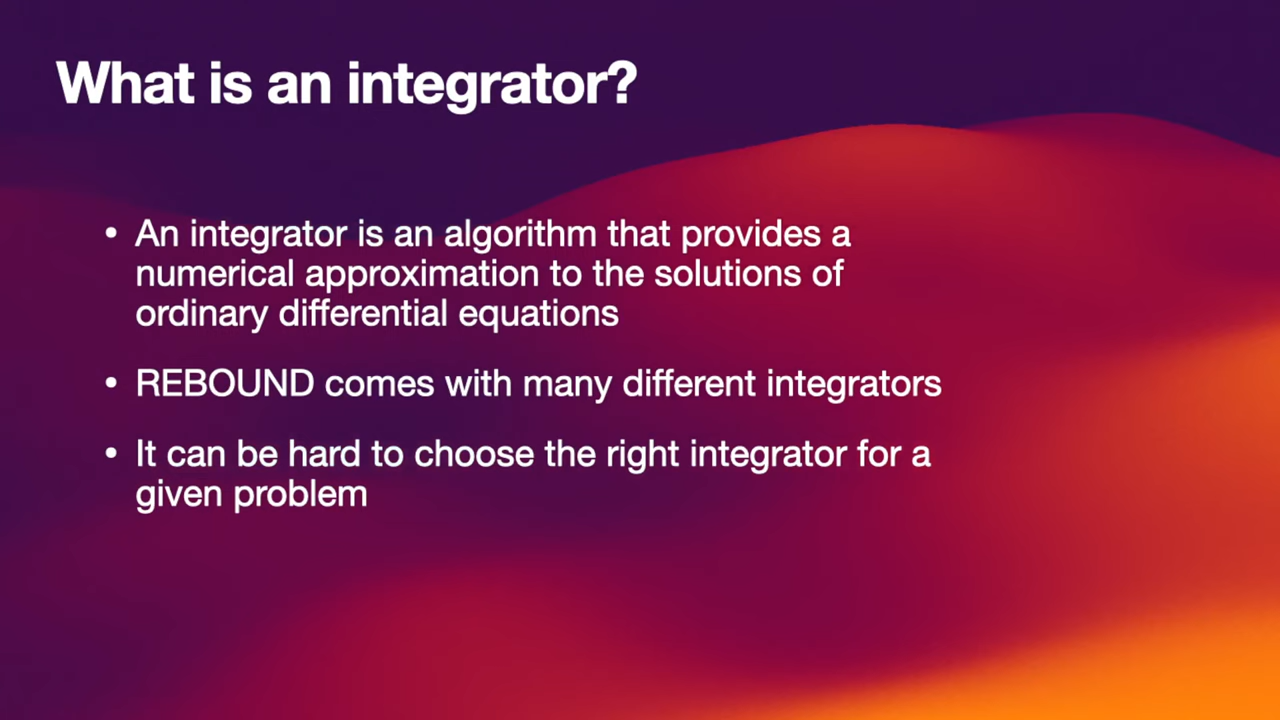 What is an integrator?
• An integrator is an algorithm that provides a
numerical approximation to the solutions of
ordinary differential equations
• REBOUND comes with many different integrators
• It can be hard to choose the right integrator for a
given problem